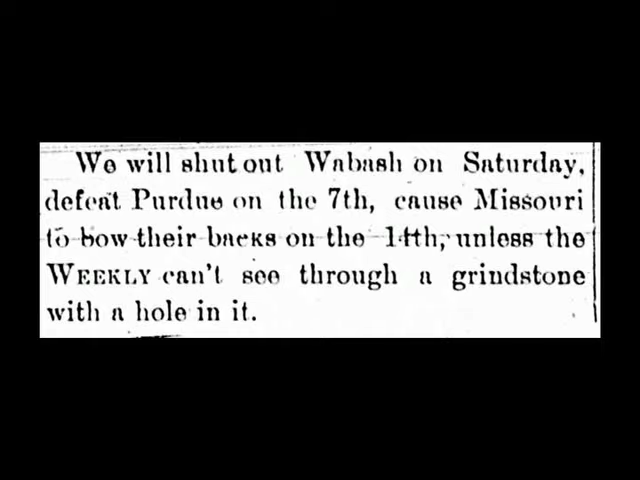 We will shut out Wabash on Saturday,
defeat Purdue on the 7th, cause Missouri
to bow their backs on the 14th, unless the
WEEKLY can't see through a grindstone
with a hole in it.